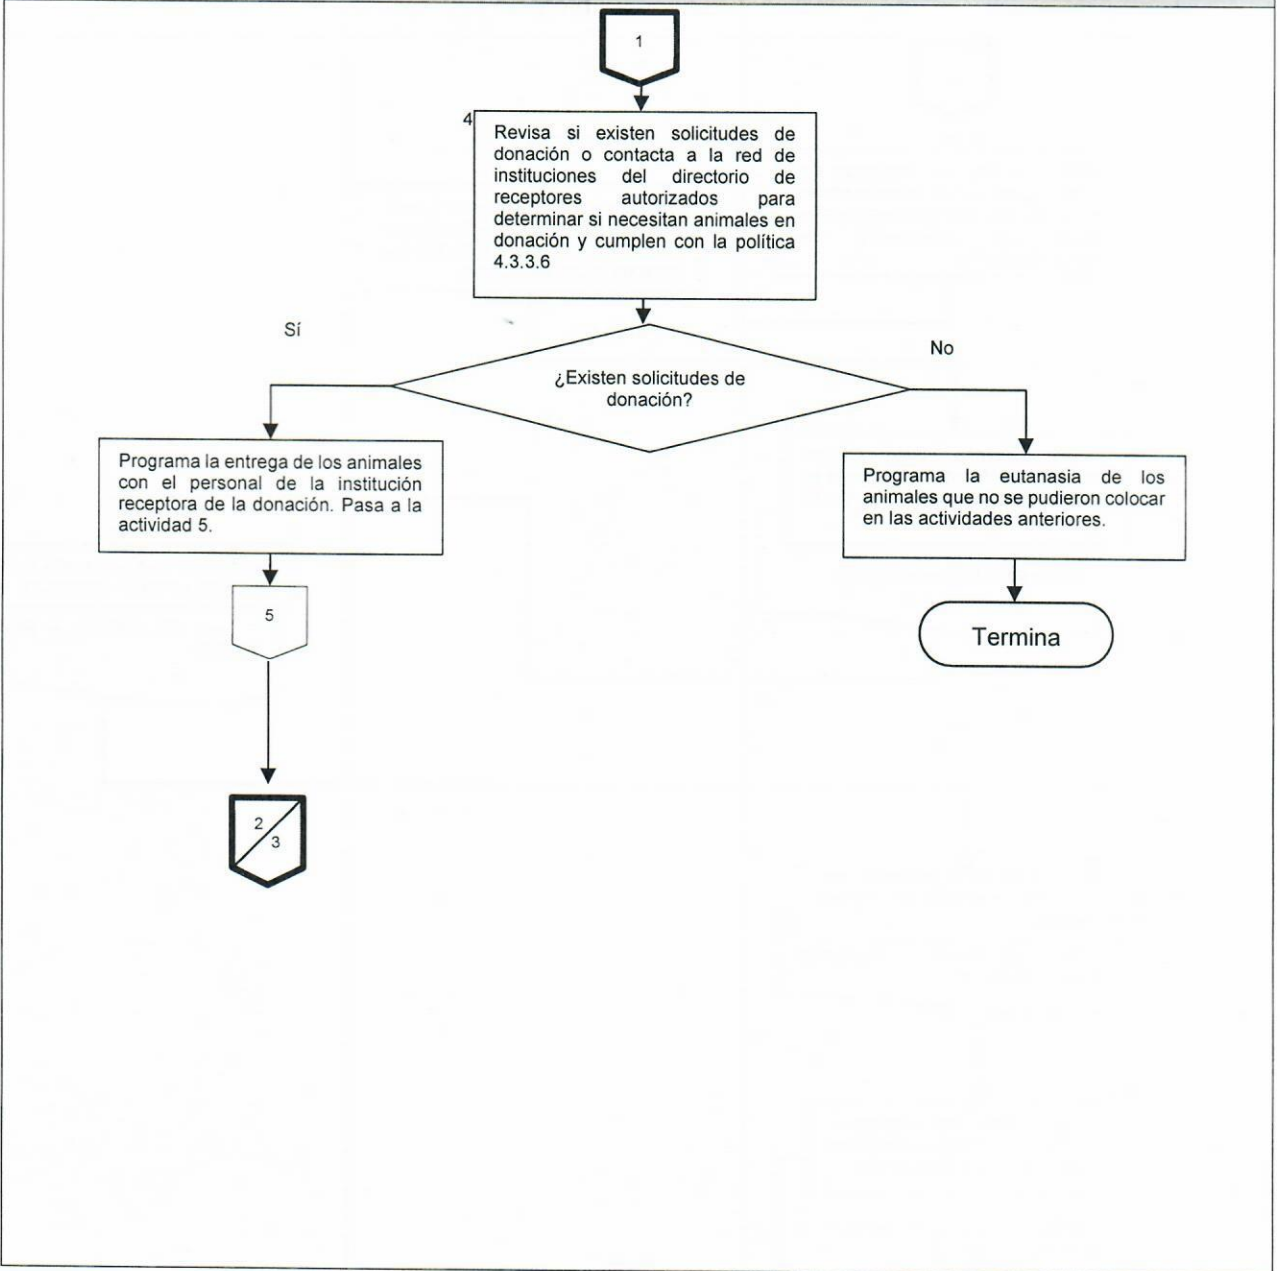 1
4
Revisa si existen solicitudes de
donación o contacta a la red de
instituciones del directorio de
receptores autorizados para
determinar si necesitan animales en
donación y cumplen con la política
4.3.3.6
Sí
No
¿Existen solicitudes de
donación?
Programa la entrega de los animales
con el personal de la institución
receptora de la donación. Pasa a la
actividad 5.
Programa la eutanasia de los
animales que no se pudieron colocar
en las actividades anteriores.
5
Termina
2
3